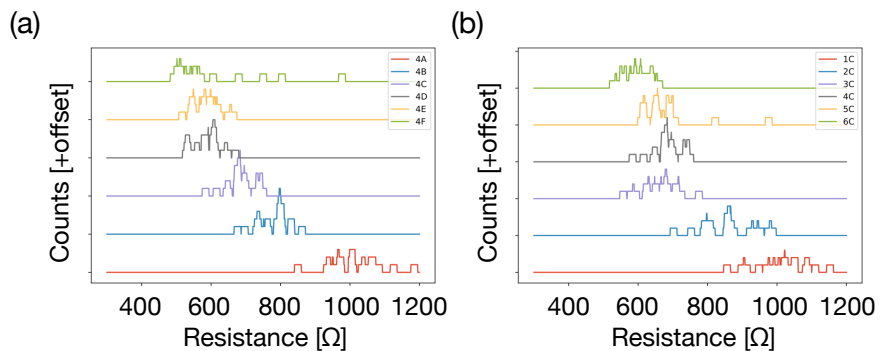 (a)
Counts [+offset]
4A
4B
4C
4D
4E
4F
400 600 800 1000 1200
Resistance [Ω]
(b)
Counts [+offset]
1C
2C
3C
4C
5C
6C
400 600 800 1000 1200
Resistance [Ω]